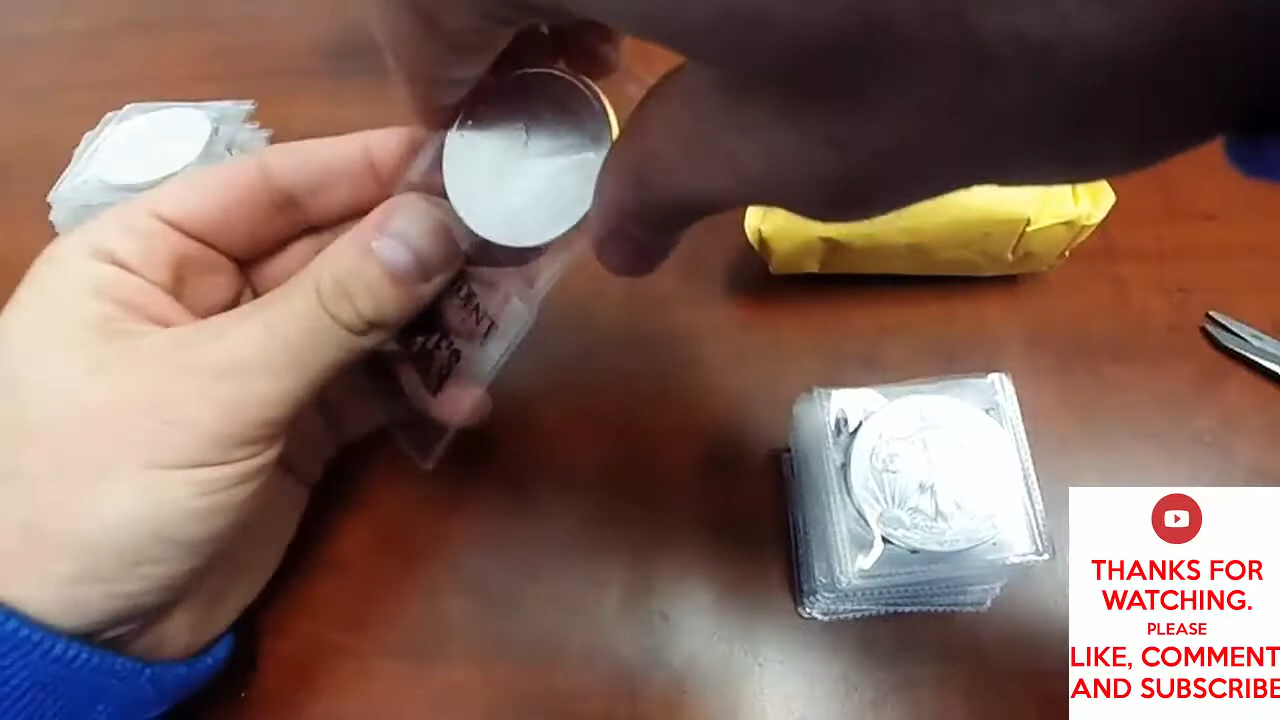 THANKS FOR
WATCHING.
PLEASE
LIKE, COMMENT
AND SUBSCRIBE